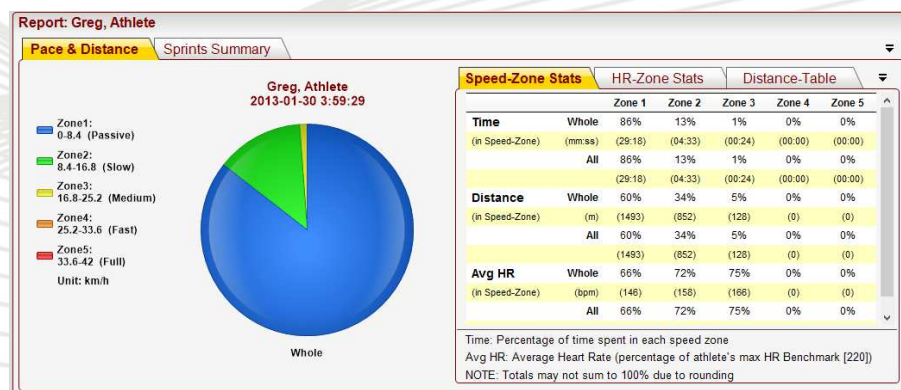 Report: Greg, Athlete
Pace & Distance Sprints Summary
Greg, Athlete
2013-01-30 3:59:29
Zone1:
0-8.4 (Passive)
Zone2:
8.4-16.8 (Slow)
Zone3:
16.8-25.2 (Medium)
Zone4:
25.2-33.6 (Fast)
Zone5:
33.6-42 (Full)
Unit: km/h
Whole
Speed-Zone Stats HR-Zone Stats Distance-Table
Zone 1 Zone 2 Zone 3 Zone 4 Zone 5
Time Whole 86% 13% 1% 0% 0%
(in Speed-Zone) (mm:ss) (29:18) (04:33) (00:24) (00:00) (00:00)
All 86% 13% 1% 0% 0%
(29:18) (04:33) (00:24) (00:00) (00:00)
Distance Whole 60% 34% 5% 0% 0%
(in Speed-Zone) (m) (1493) (852) (128) (0) (0)
All 60% 34% 5% 0% 0%
(1493) (852) (128) (0) (0)
Avg HR Whole 66% 72% 75% 0% 0%
(in Speed-Zone) (bpm) (146) (158) (166) (0) (0)
All 66% 72% 75% 0% 0%
Time: Percentage of time spent in each speed zone
Avg HR: Average Heart Rate (percentage of athlete's max HR Benchmark [220])
NOTE: Totals may not sum to 100% due to rounding